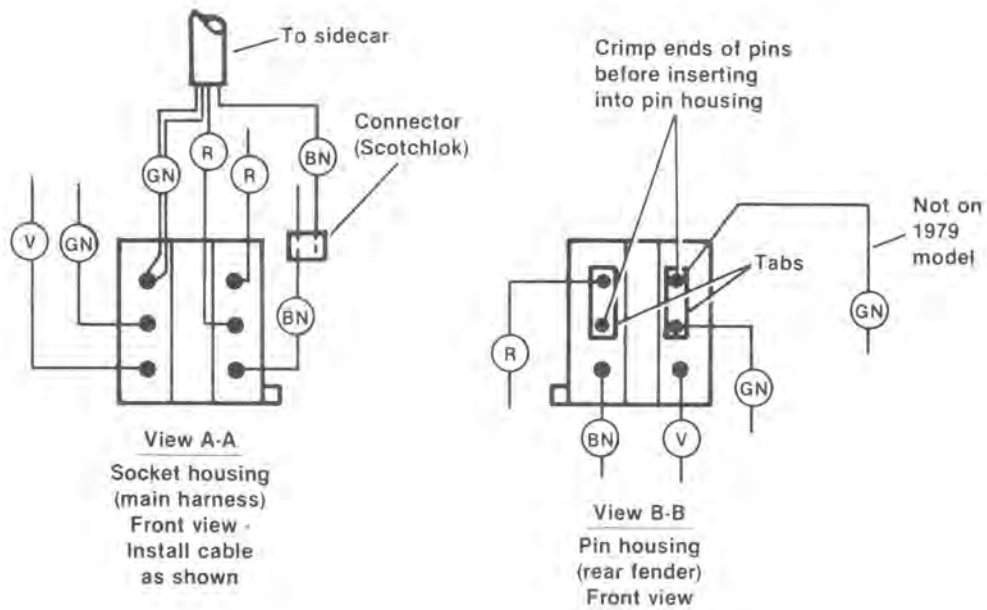 To sidecar
Connector
(Scotchlok)
R
BN
GN
R
V
GN
BN
View A-A
Socket housing
(main harness)
Front view -
Install cable
as shown
Crimp ends of pins
before inserting
into pin housing
Not on
1979
model
Tabs
GN
R
GN
BN
V
View B-B
Pin housing
(rear fender)
Front view